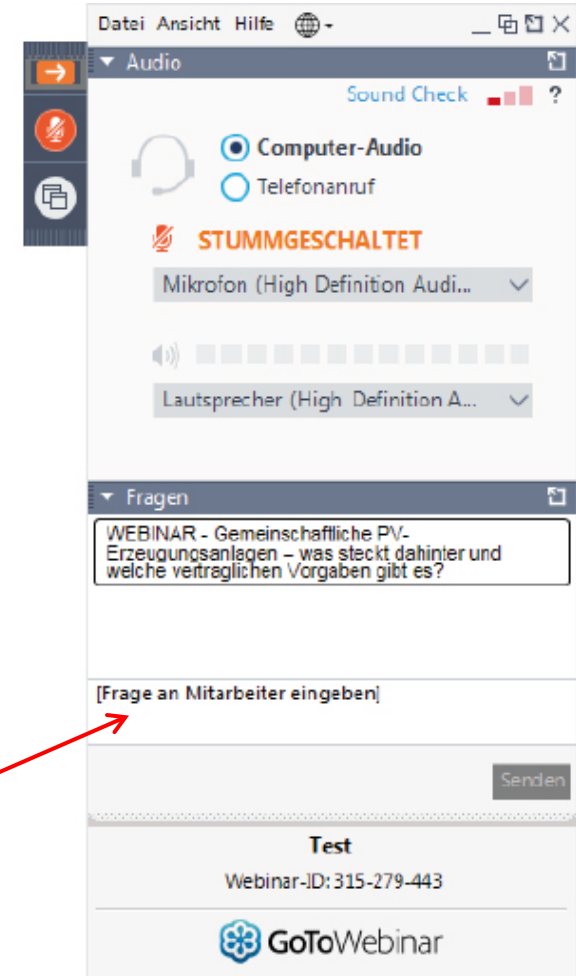 Datei Ansicht Hilfe
Audio
Sound Check ?
Computer-Audio
Telefonanruf
STUMMGESCHALTET
Mikrofon (High Definition Audi...
Lautsprecher (High Definition A...
Fragen
WEBINAR - Gemeinschaftliche PV-
Erzeugungsanlagen – was steckt dahinter und
welche vertraglichen Vorgaben gibt es?
[Frage an Mitarbeiter eingeben]
Senden
Test
Webinar-ID: 315-279-443
GoToWebinar